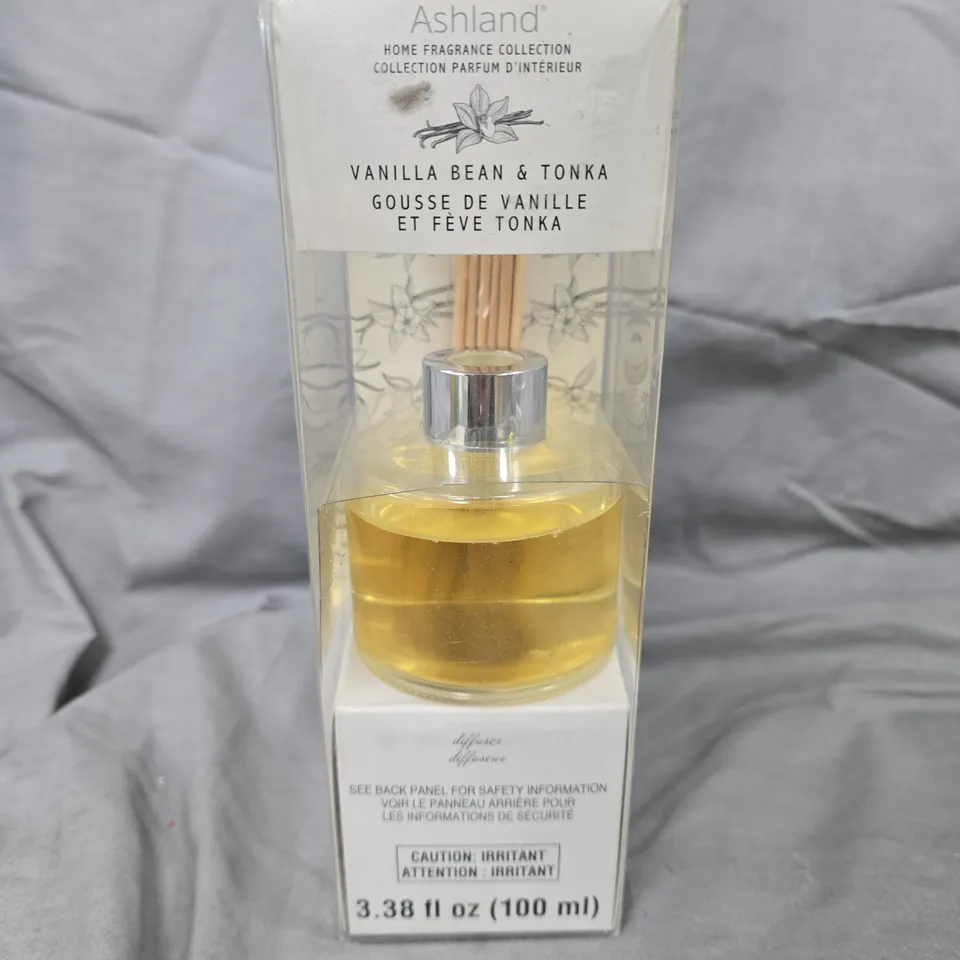 Ashland®
HOME FRAGRANCE COLLECTION
COLLECTION PARFUM D'INTÉRIEUR
VANILLA BEAN & TONKA
GOUSSE DE VANILLE
ET FÈVE TONKA
diffuser
diffuseur
SEE BACK PANEL FOR SAFETY INFORMATION
VOIR LE PANNEAU ARRIÈRE POUR
LES INFORMATIONS DE SÉCURITÉ
CAUTION: IRRITANT
ATTENTION : IRRITANT
3.38 fl oz (100 ml)